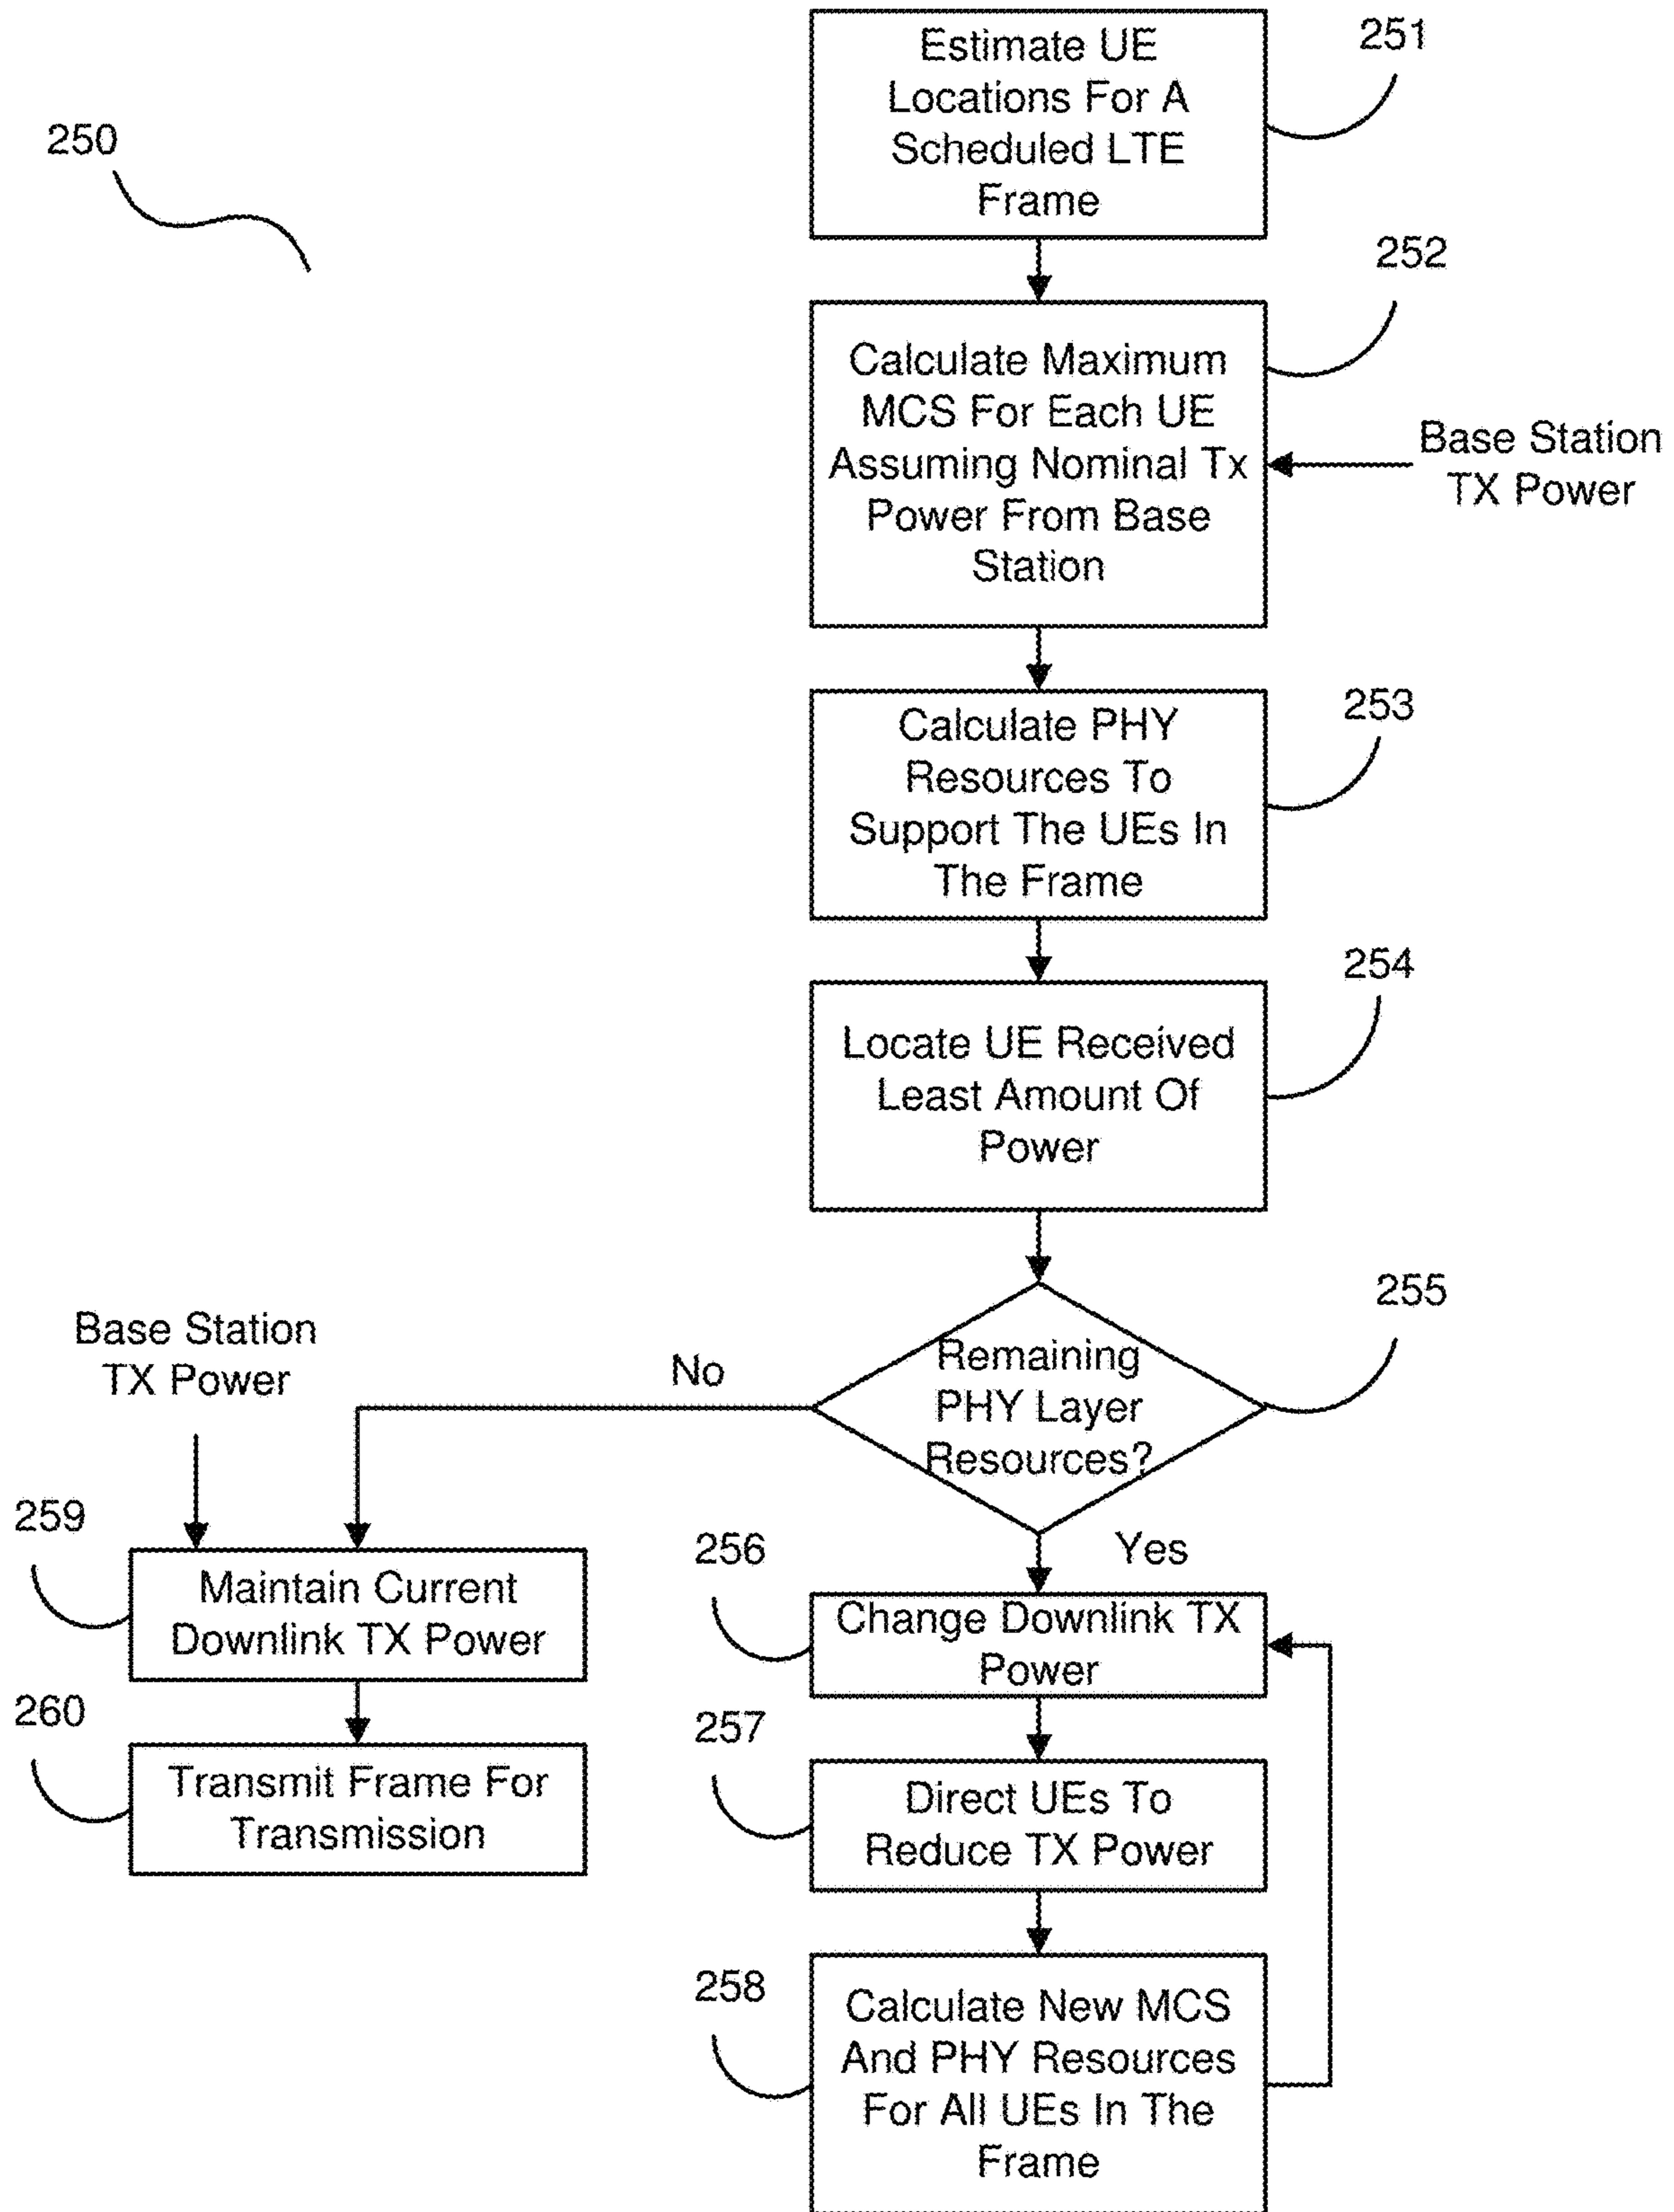 Estimate UE
Locations For A
Scheduled LTE
Frame
251
250
252
Calculate Maximum
MCS For Each UE
Assuming Nominal Tx
Power From Base
Station
Base Station
TX Power
253
Calculate PHY
Resources To
Support The UEs In
The Frame
254
Locate UE Received
Least Amount Of
Power
255
Remaining
PHY Layer
Resources?
No
Yes
Base Station
TX Power
259
Maintain Current
Downlink TX Power
260
Transmit Frame For
Transmission
256
Change Downlink TX
Power
257
Direct UEs To
Reduce TX Power
258
Calculate New MCS
And PHY Resources
For All UEs In The
Frame